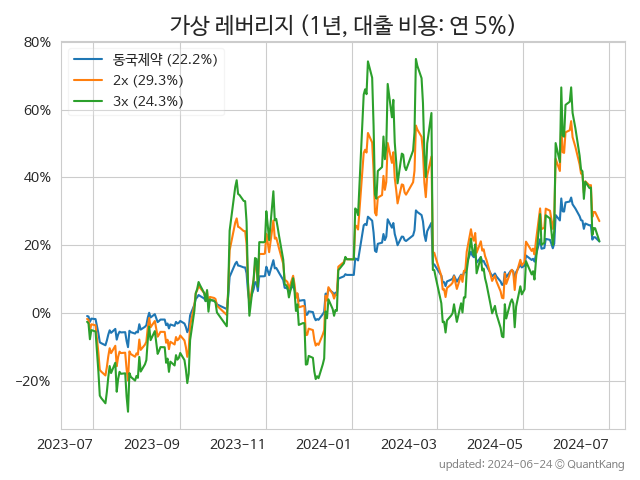 가상 레버리지 (1년, 대출 비용: 연 5%)
80%
60%
40%
20%
0%
−20%
동국제약 (22.2%)
2x (29.3%)
3x (24.3%)
2023-07 2023-09 2023-11 2024-01 2024-03 2024-05 2024-07
updated: 2024-06-24 © QuantKang